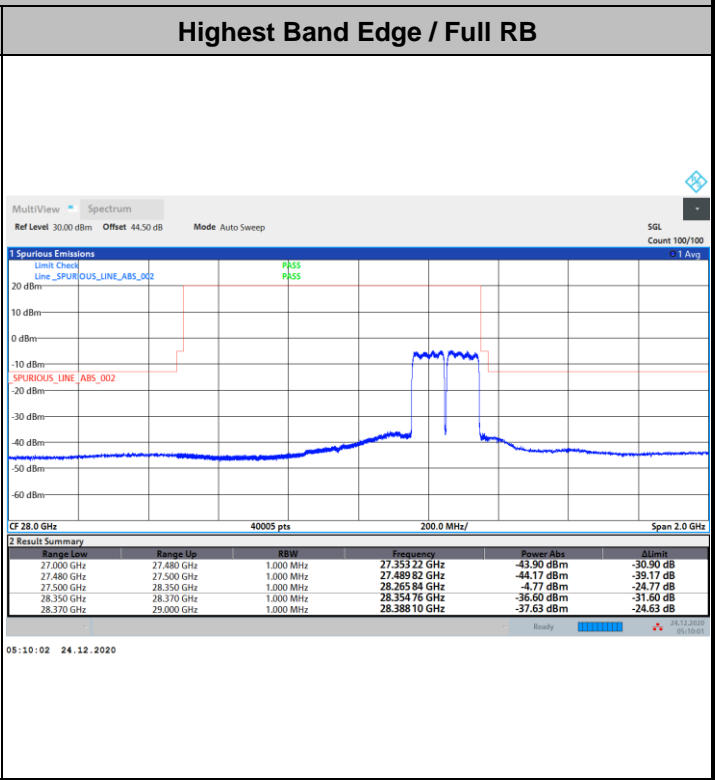 Highest Band Edge / Full RB
MultiView Spectrum
Ref Level 30.00 dBm Offset 44.50 dB Mode Auto Sweep SGL
Count 100/100
1 Spurious Emissions 1 Avg
Limit Check PASS
Line _SPURIOUS_LINE_ABS_002 PASS
20 dBm
10 dBm
0 dBm
-10 dBm
_SPURIOUS_LINE_ABS_002
-20 dBm
-30 dBm
-40 dBm
-50 dBm
-60 dBm
CF 28.0 GHz 40005 pts 200.0 MHz/ Span 2.0 GHz
2 Result Summary
Range Low Range Up RBW Frequency Power Abs ΔLimit
27.000 GHz 27.480 GHz 1.000 MHz 27.353 22 GHz -43.90 dBm -30.90 dB
27.480 GHz 27.500 GHz 1.000 MHz 27.489 82 GHz -44.17 dBm -39.17 dB
27.500 GHz 28.350 GHz 1.000 MHz 28.265 84 GHz -4.77 dBm -24.77 dB
28.350 GHz 28.370 GHz 1.000 MHz 28.354 76 GHz -36.60 dBm -31.60 dB
28.370 GHz 29.000 GHz 1.000 MHz 28.388 10 GHz -37.63 dBm -24.63 dB
Ready 24.12.2020
05:10:01
05:10:02 24.12.2020